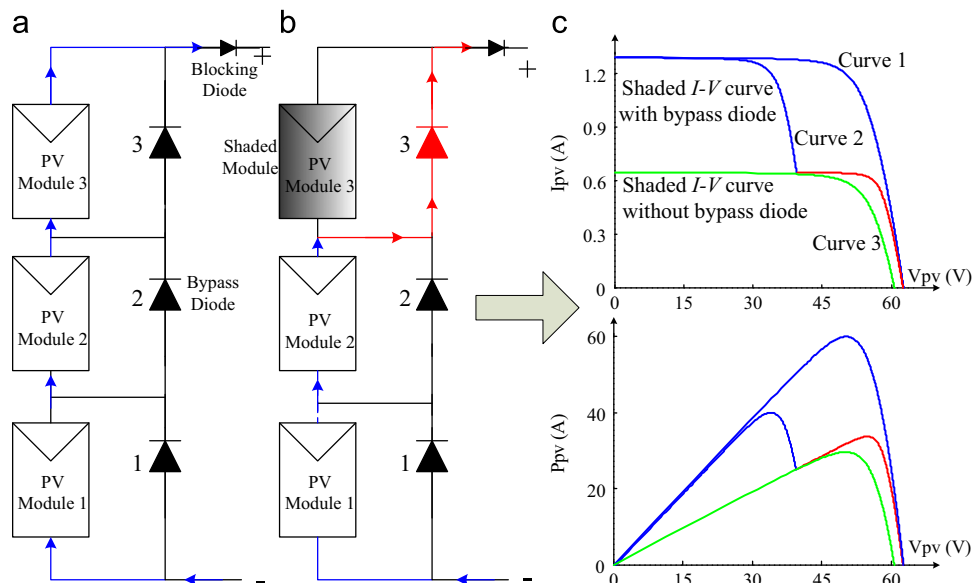 a
Blocking
Diode
+
3
PV
Module 3
2
Bypass
Diode
PV
Module 2
1
PV
Module 1
-
b
+
Shaded
Module
3
PV
Module 3
2
PV
Module 2
1
PV
Module 1
-
c
Ipv (A)
1.2
0.9
0.6
0.3
0
Curve 1
Shaded I-V curve
with bypass diode
Curve 2
Shaded I-V curve
without bypass diode
Curve 3
Vpv (V)
0 15 30 45 60
Ppv (A)
60
40
20
0
Vpv (V)
0 15 30 45 60